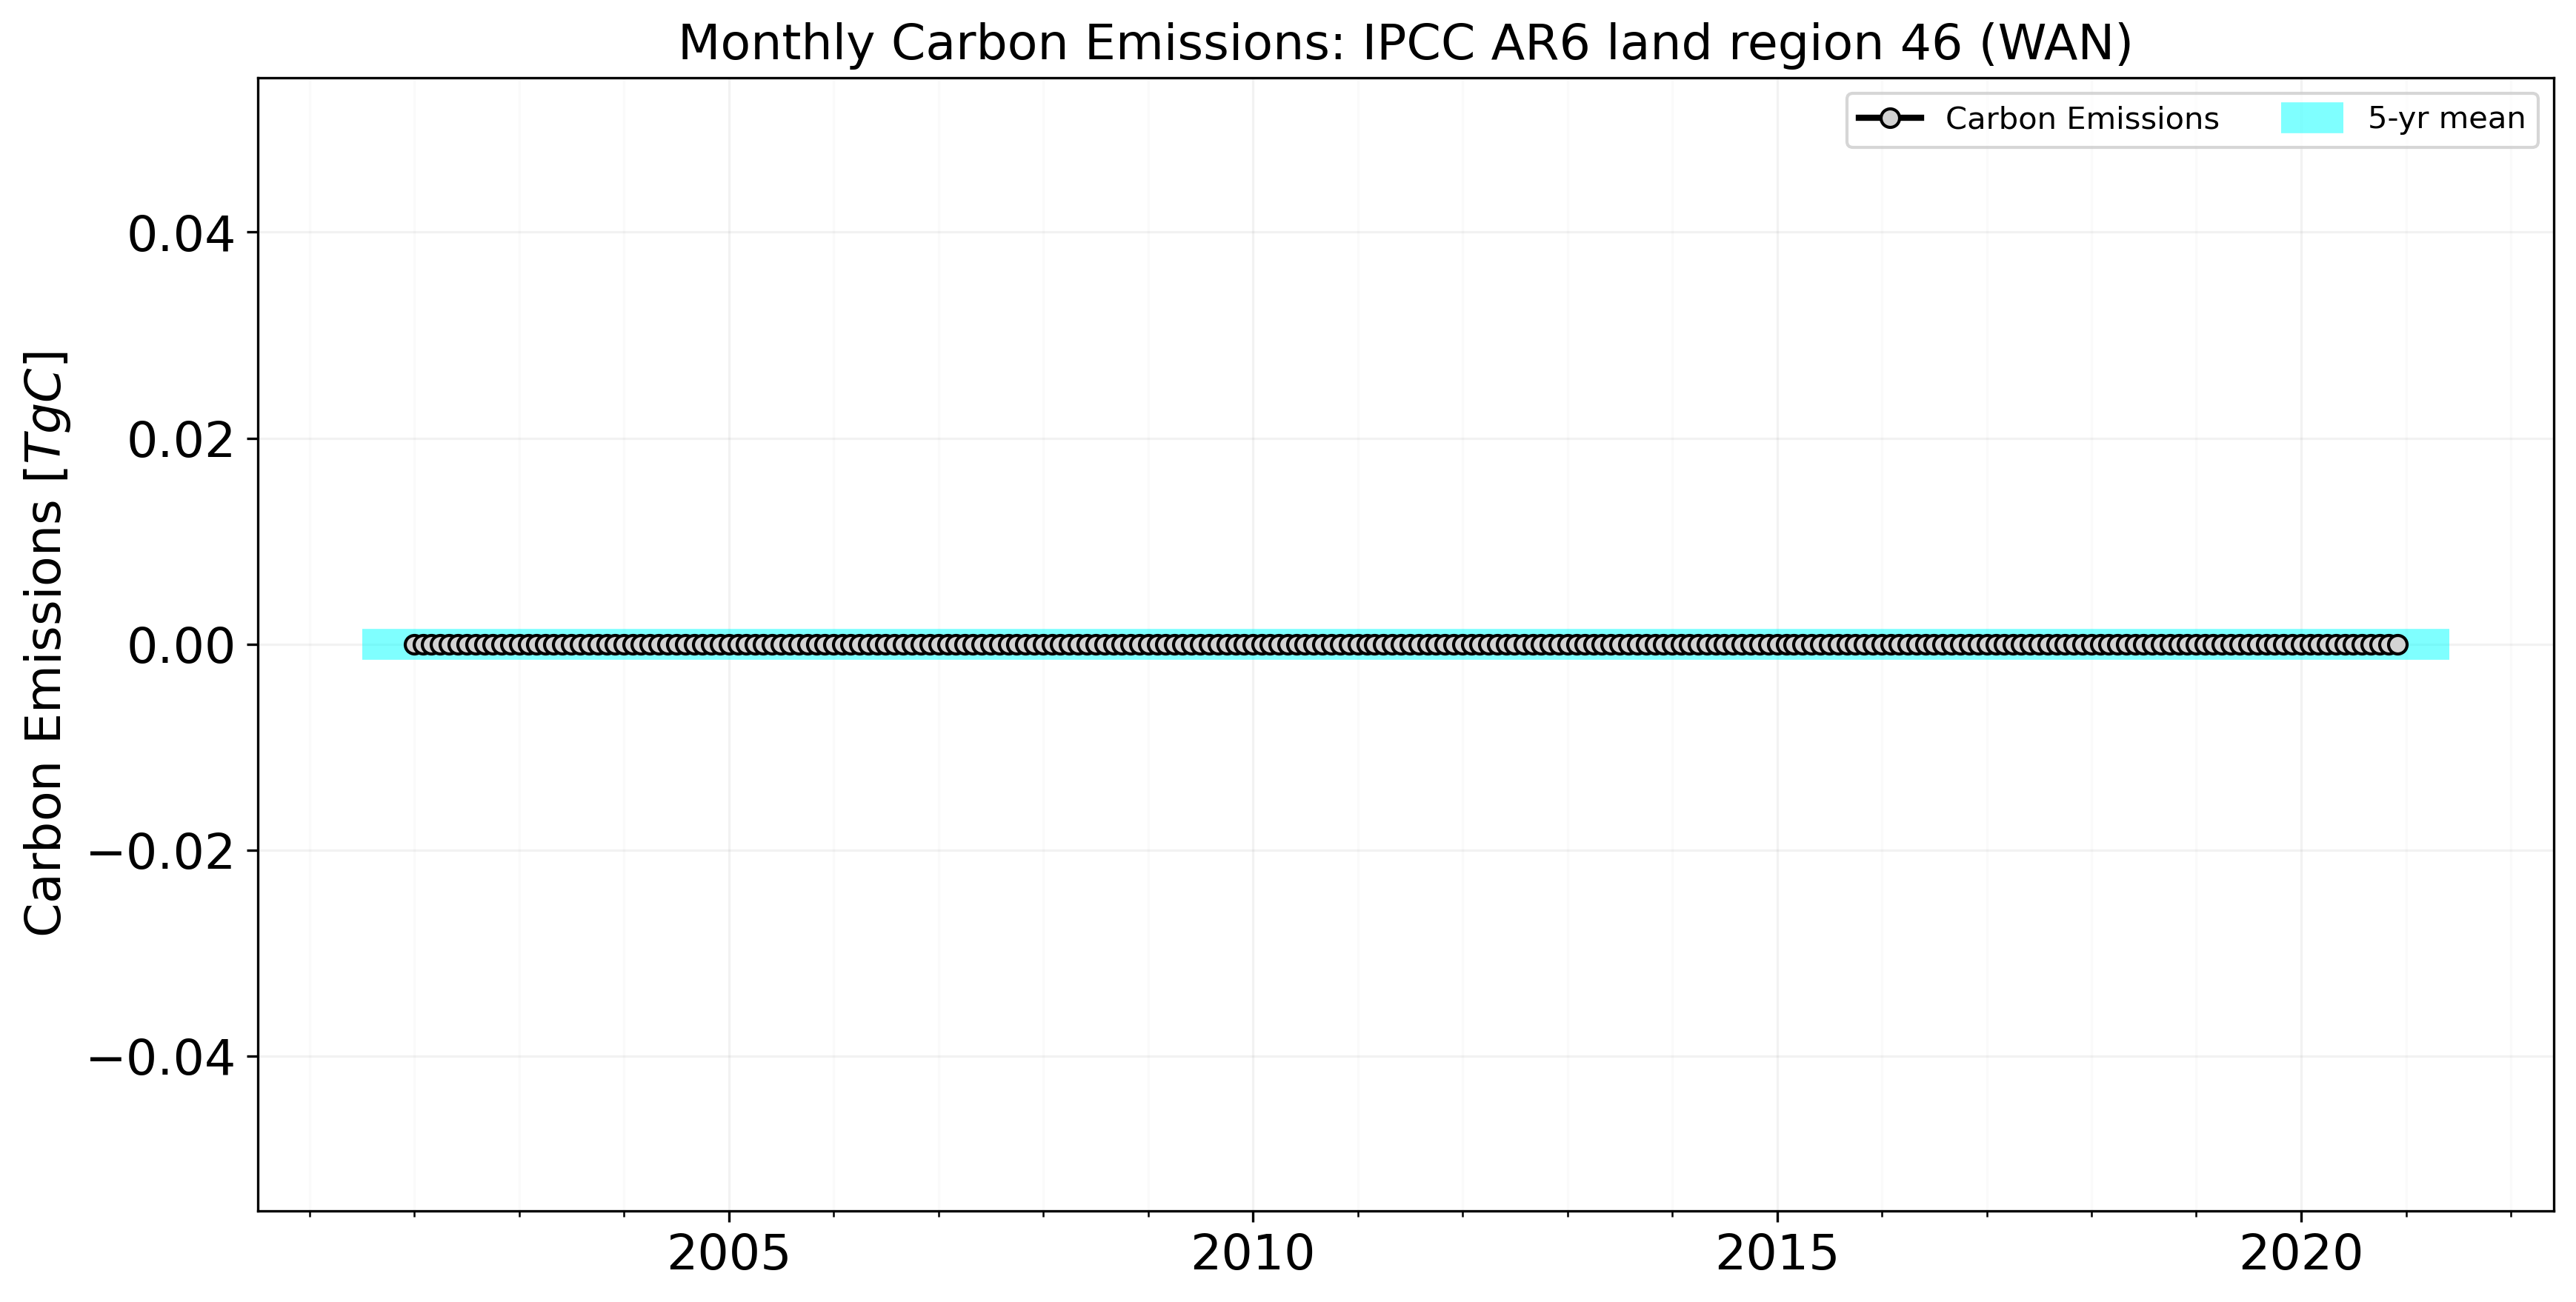 Monthly Carbon Emissions: IPCC AR6 land region 46 (WAN)
Carbon Emissions
5-yr mean
Carbon Emissions [TgC]
0.04
0.02
0.00
−0.02
−0.04
2005
2010
2015
2020